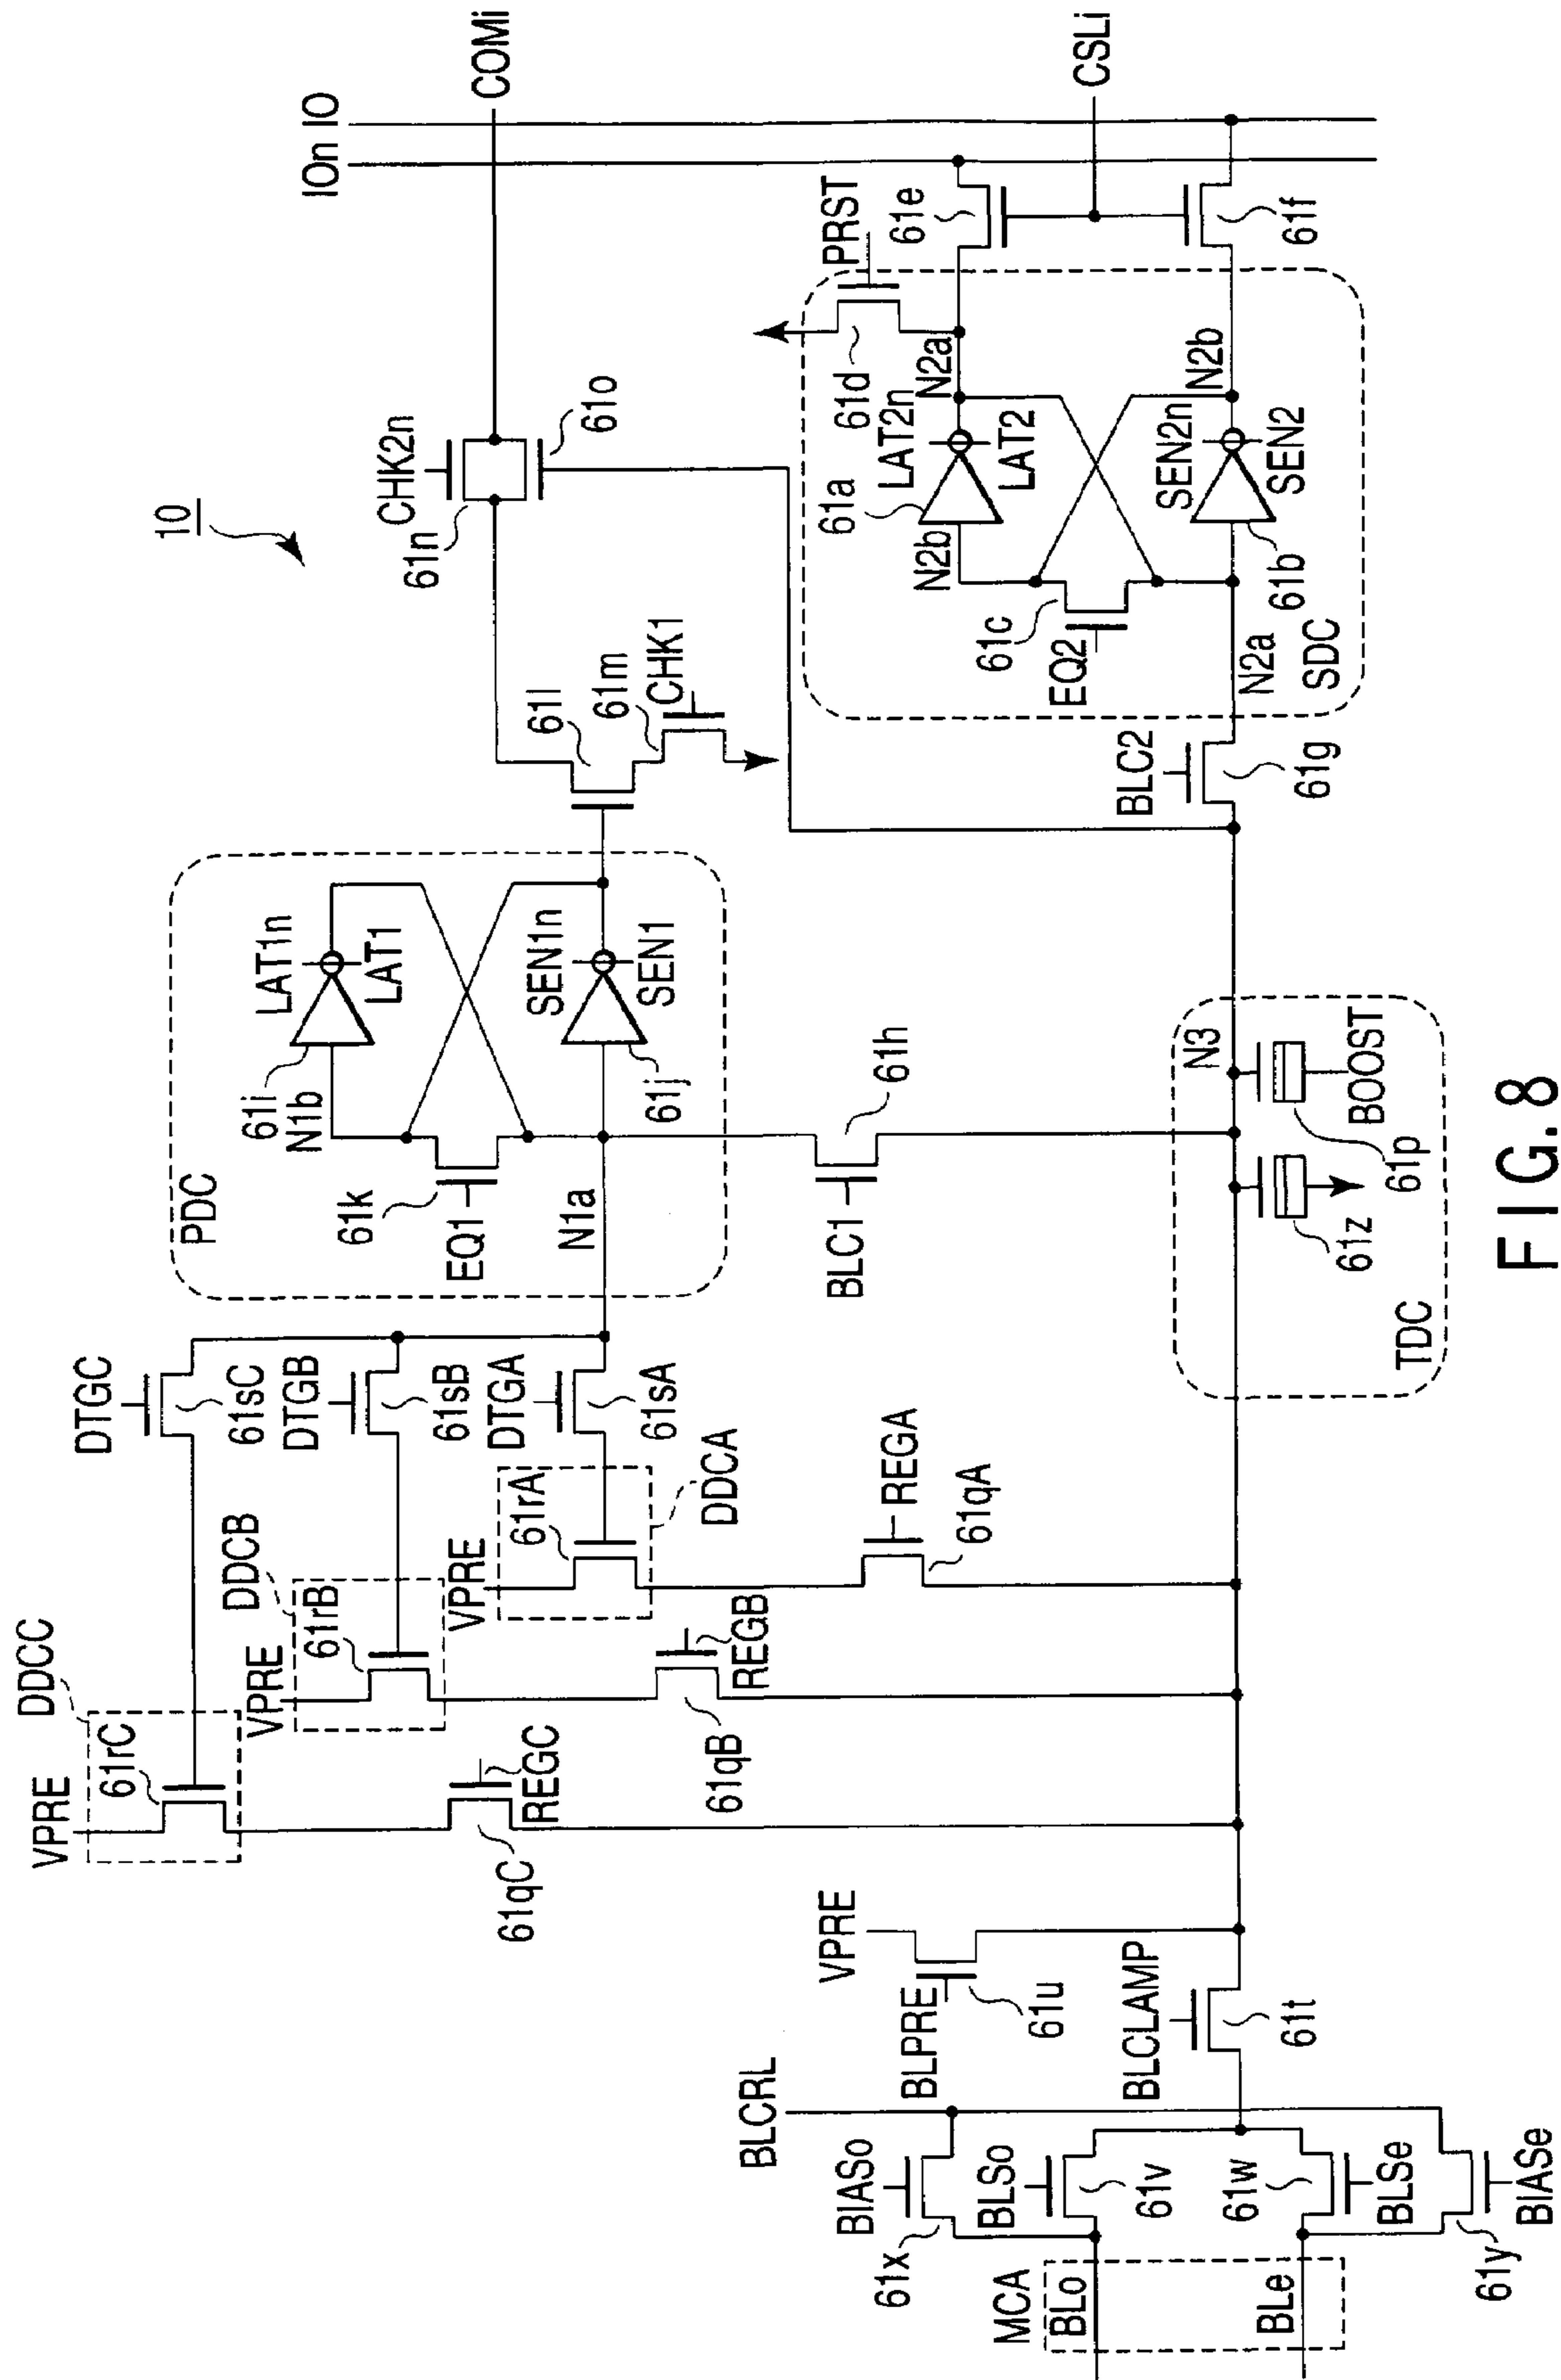 10
COMi
IOn IO
CSLi
CHK2n
61n
61o
PRST
61d
61e
61f
LAT2n
61a
LAT2
N2a
N2b
N2b
SEN2n
SEN2
61b
61c
EQ2
N2a
SDC
BLC2
61g
61l
61m
CHK1
PDC
LAT1n
LAT1
61i
N1b
SEN1n
SEN1
61j
61k
EQ1
N1a
BLC1
61h
N3
BOOST
61p
61z
TDC
DTGC
61sC
DTGB
61sB
DTGA
61sA
DDCC
VPRE
61rC
DDCB
VPRE
61rB
DDCA
VPRE
61rA
REGC
61qC
REGB
61qB
REGA
61qA
VPRE
BLPRE
61u
BLCLAMP
61t
BLCRL
BIASo
61x
BLSo
61v
61w
BLSe
BIASe
61y
MCA
BLo
BLe
FIG. 8